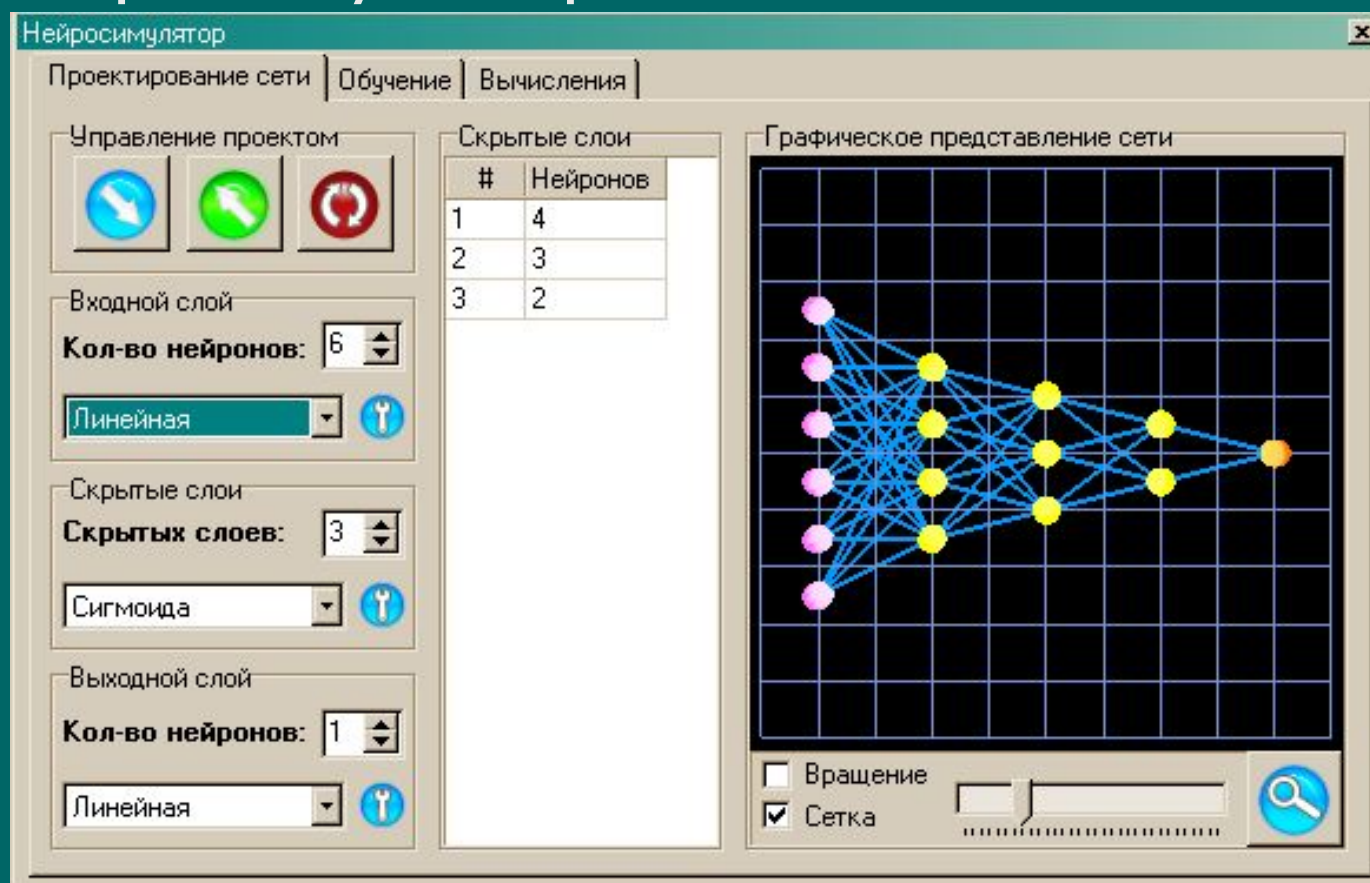 Нейросимулятор
Проектирование сети Обучение Вычисления
Управление проектом
Входной слой
Кол-во нейронов: 6
Линейная
Скрытые слои
Скрытых слоев: 3
Сигмоида
Выходной слой
Кол-во нейронов: 1
Линейная
Скрытые слои
# Нейронов
1 4
2 3
3 2
Графическое представление сети
Вращение
Сетка